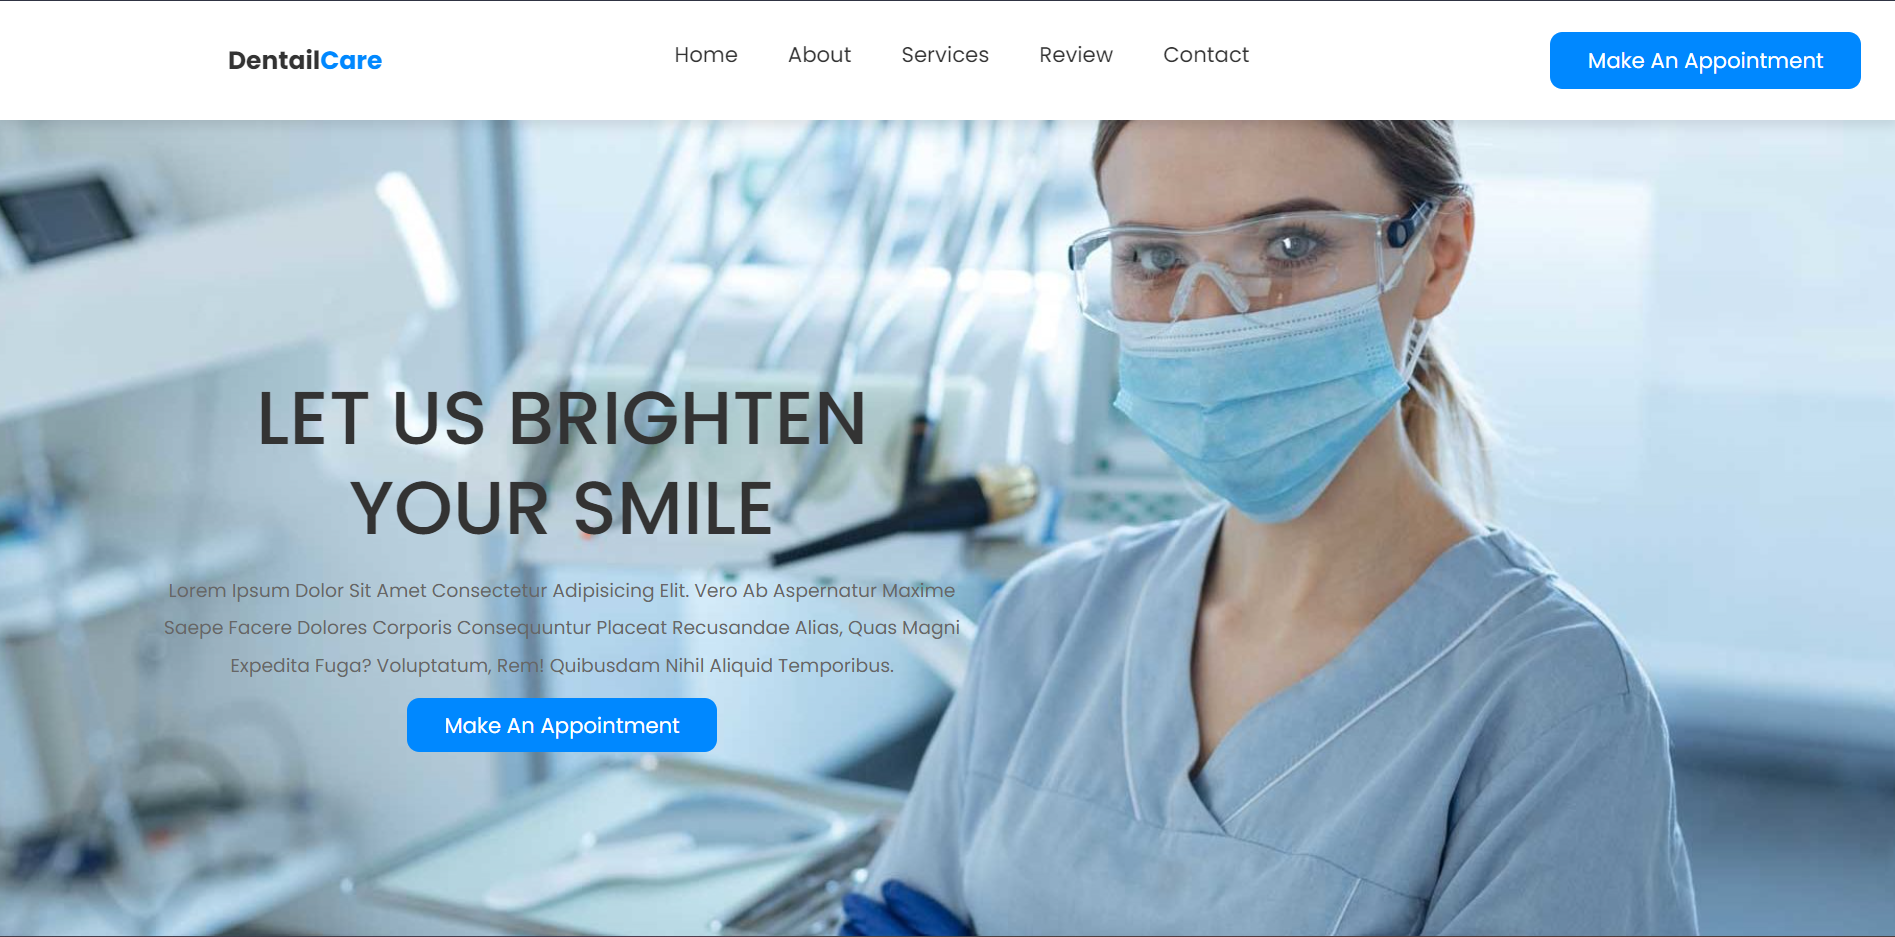 DentailCare
Home About Services Review Contact
Make An Appointment
LET US BRIGHTEN
YOUR SMILE
Lorem Ipsum Dolor Sit Amet Consectetur Adipisicing Elit. Vero Ab Aspernatur Maxime
Saepe Facere Dolores Corporis Consequuntur Placeat Recusandae Alias, Quas Magni
Expedita Fuga? Voluptatum, Rem! Quibusdam Nihil Aliquid Temporibus.
Make An Appointment